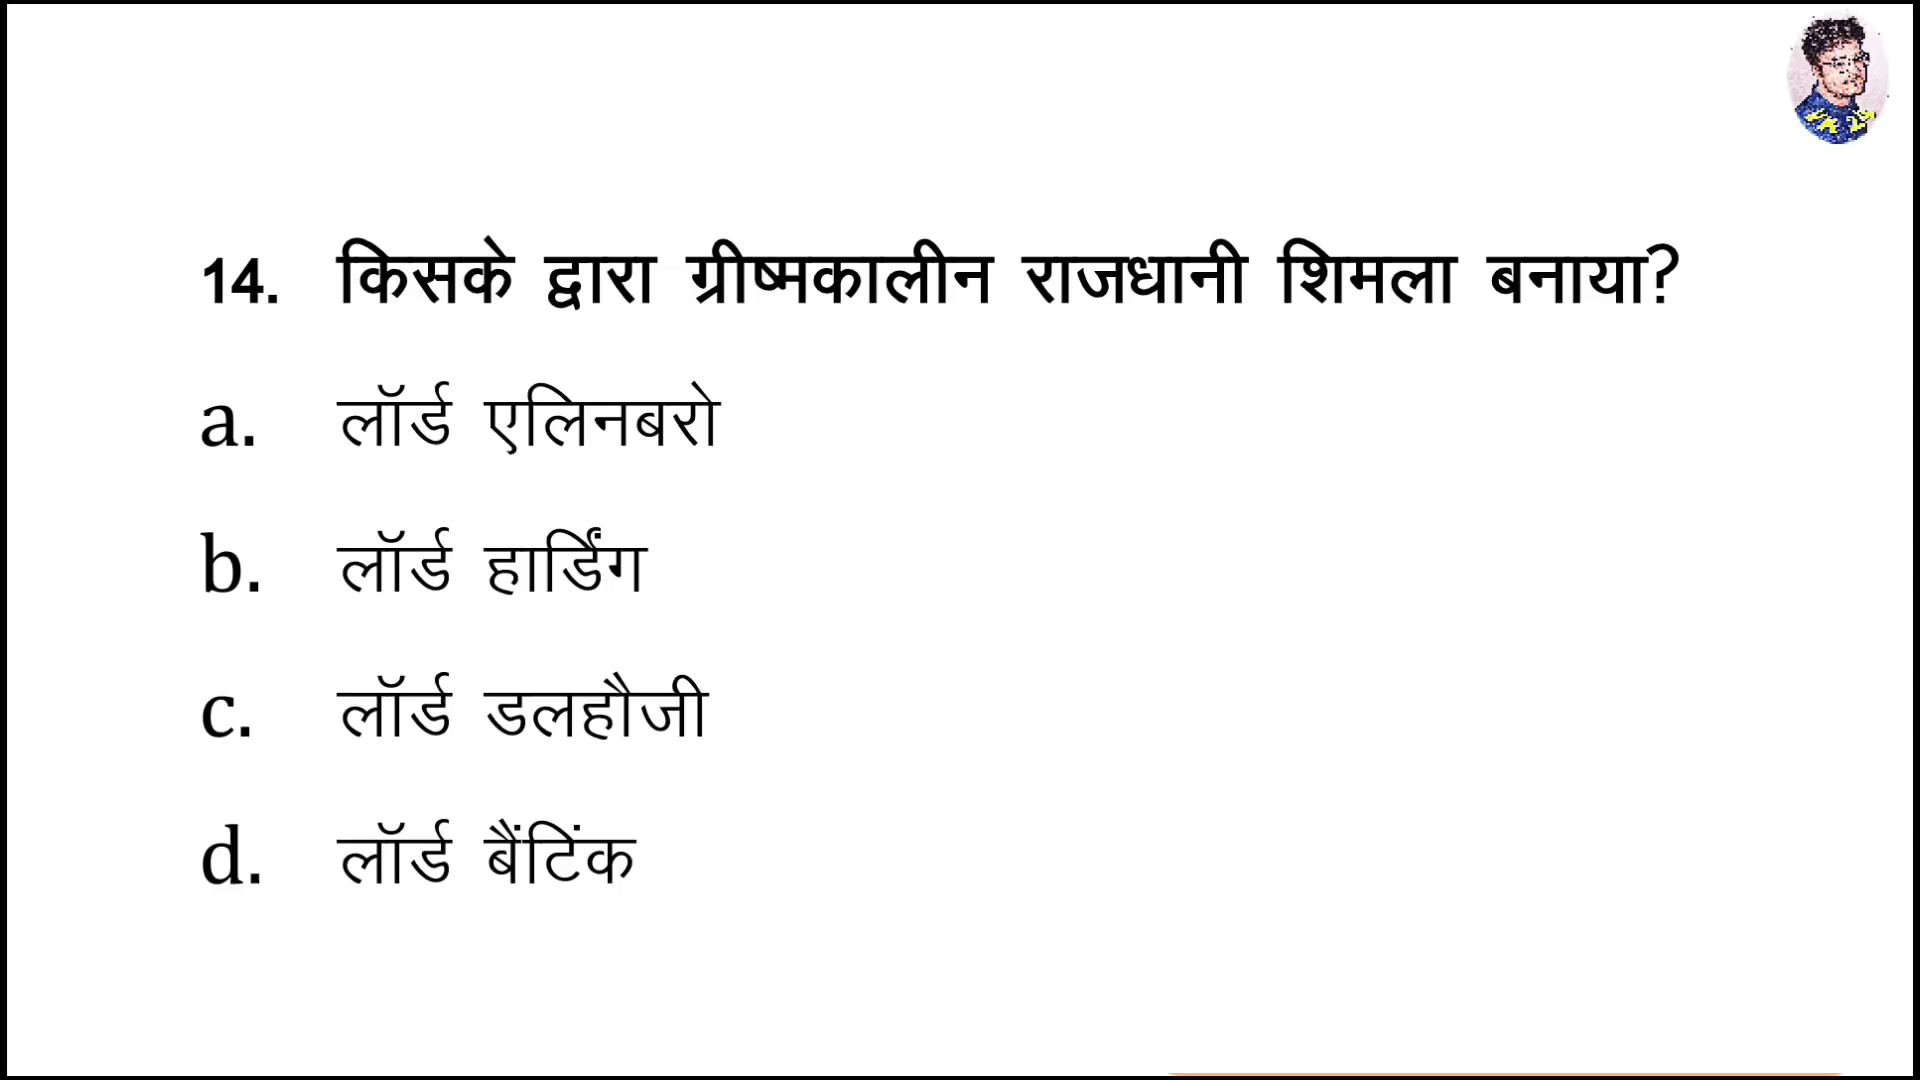 14. किसके द्वारा ग्रीष्मकालीन राजधानी शिमला बनाया?
a. लॉर्ड एलिनबरो
b. लॉर्ड हार्डिंग
c. लॉर्ड डलहौजी
d. लॉर्ड बैंटिंक